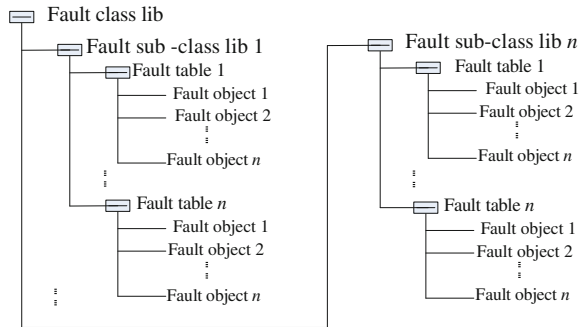 Fault class lib
Fault sub -class lib 1
Fault table 1
Fault object 1
Fault object 2
Fault object n
Fault table n
Fault object 1
Fault object 2
Fault object n
Fault sub-class lib n
Fault table 1
Fault object 1
Fault object 2
Fault object n
Fault table n
Fault object 1
Fault object 2
Fault object n